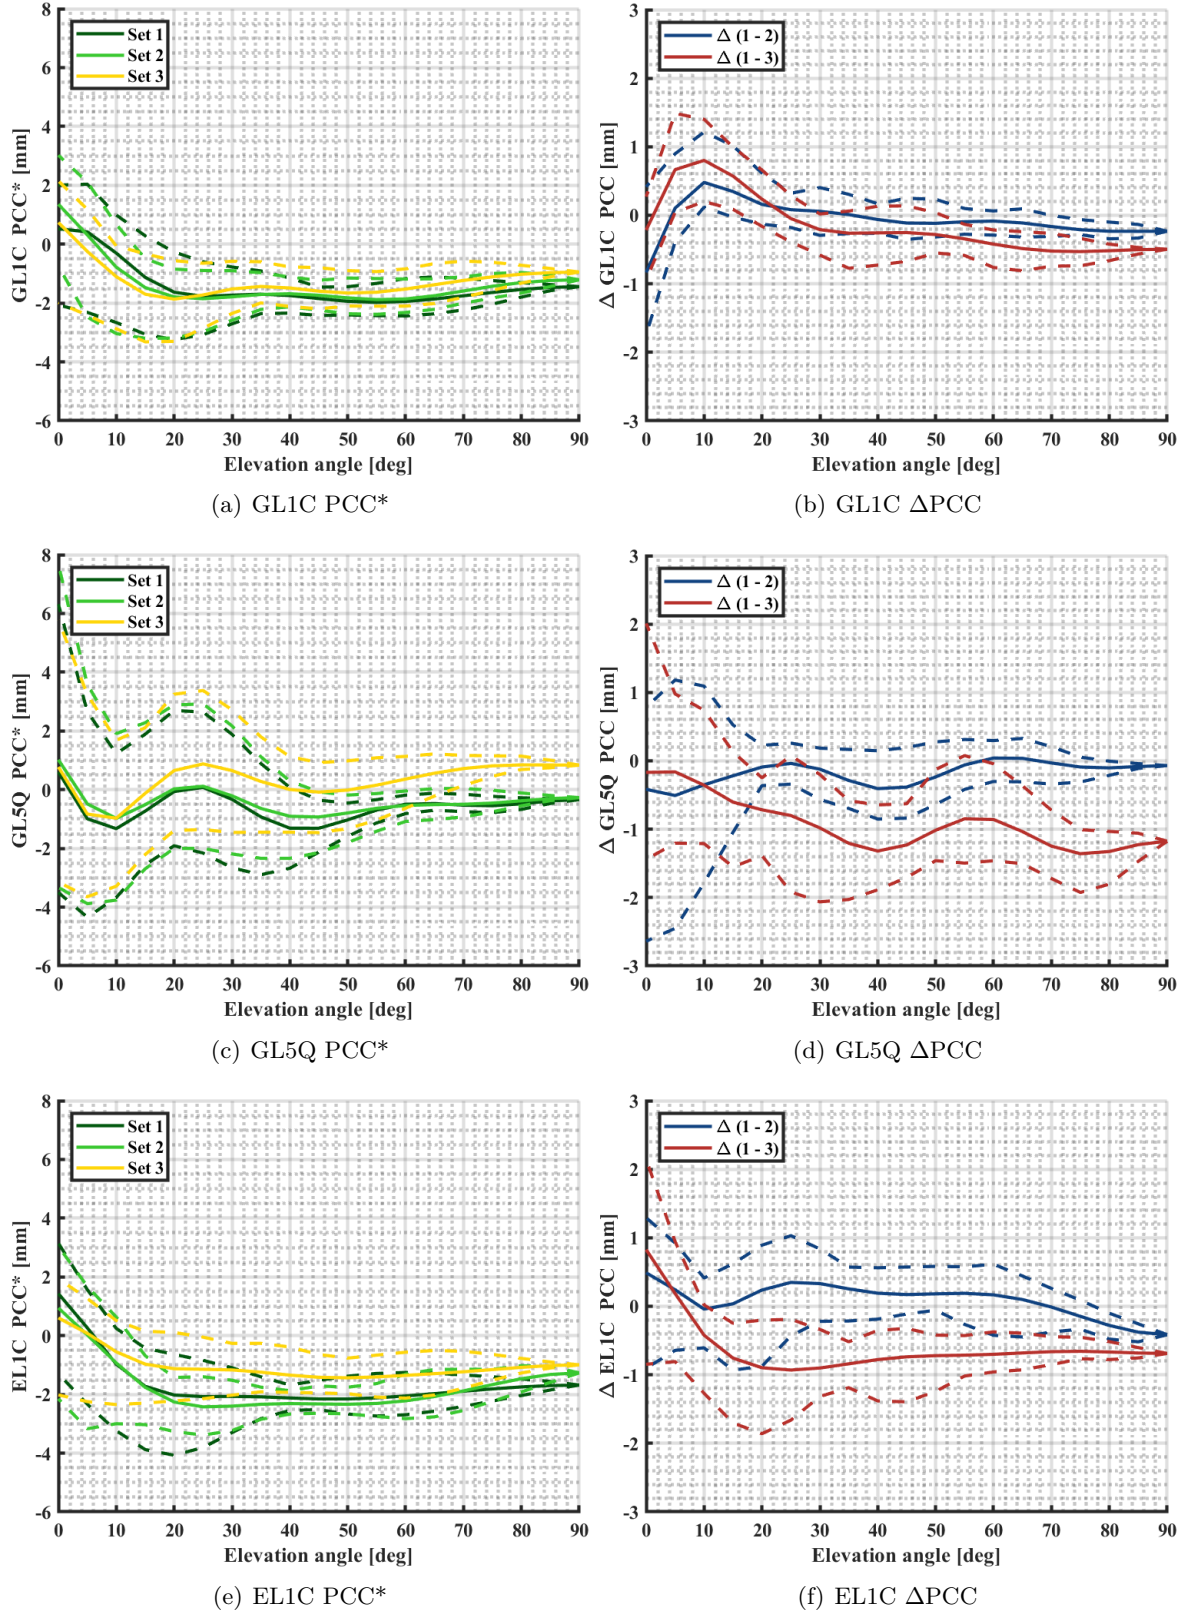 8
6
4
2
0
-2
-4
-6
GL1C PCC* [mm]
Set 1
Set 2
Set 3
0 10 20 30 40 50 60 70 80 90
Elevation angle [deg]
(a) GL1C PCC*
3
2
1
0
-1
-2
-3
Δ GL1C PCC [mm]
Δ (1 - 2)
Δ (1 - 3)
0 10 20 30 40 50 60 70 80 90
Elevation angle [deg]
(b) GL1C ΔPCC
8
6
4
2
0
-2
-4
-6
GL5Q PCC* [mm]
Set 1
Set 2
Set 3
0 10 20 30 40 50 60 70 80 90
Elevation angle [deg]
(c) GL5Q PCC*
3
2
1
0
-1
-2
-3
Δ GL5Q PCC [mm]
Δ (1 - 2)
Δ (1 - 3)
0 10 20 30 40 50 60 70 80 90
Elevation angle [deg]
(d) GL5Q ΔPCC
8
6
4
2
0
-2
-4
-6
EL1C PCC* [mm]
Set 1
Set 2
Set 3
0 10 20 30 40 50 60 70 80 90
Elevation angle [deg]
(e) EL1C PCC*
3
2
1
0
-1
-2
-3
Δ EL1C PCC [mm]
Δ (1 - 2)
Δ (1 - 3)
0 10 20 30 40 50 60 70 80 90
Elevation angle [deg]
(f) EL1C ΔPCC